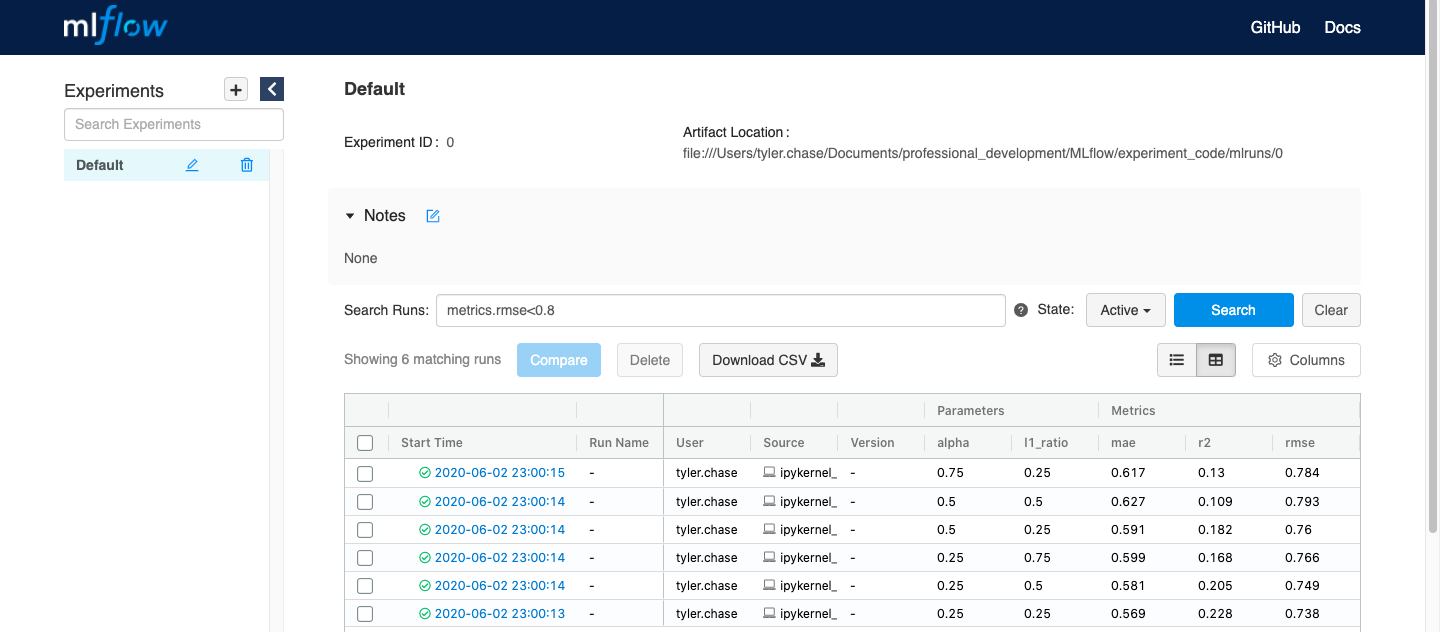 mlflow GitHub Docs
Experiments
Search Experiments
Default
Default
Experiment ID: 0
Artifact Location:
file:///Users/tyler.chase/Documents/professional_development/MLflow/experiment_code/mlruns/0
Notes
None
Search Runs: metrics.rmse<0.8 ? State: Active Search Clear
Showing 6 matching runs Compare Delete Download CSV Columns
Parameters Metrics
Start Time Run Name User Source Version alpha l1_ratio mae r2 rmse
2020-06-02 23:00:15 - tyler.chase ipykernel_ - 0.75 0.25 0.617 0.13 0.784
2020-06-02 23:00:14 - tyler.chase ipykernel_ - 0.5 0.5 0.627 0.109 0.793
2020-06-02 23:00:14 - tyler.chase ipykernel_ - 0.5 0.25 0.591 0.182 0.76
2020-06-02 23:00:14 - tyler.chase ipykernel_ - 0.25 0.75 0.599 0.168 0.766
2020-06-02 23:00:14 - tyler.chase ipykernel_ - 0.25 0.5 0.581 0.205 0.749
2020-06-02 23:00:13 - tyler.chase ipykernel_ - 0.25 0.25 0.569 0.228 0.738